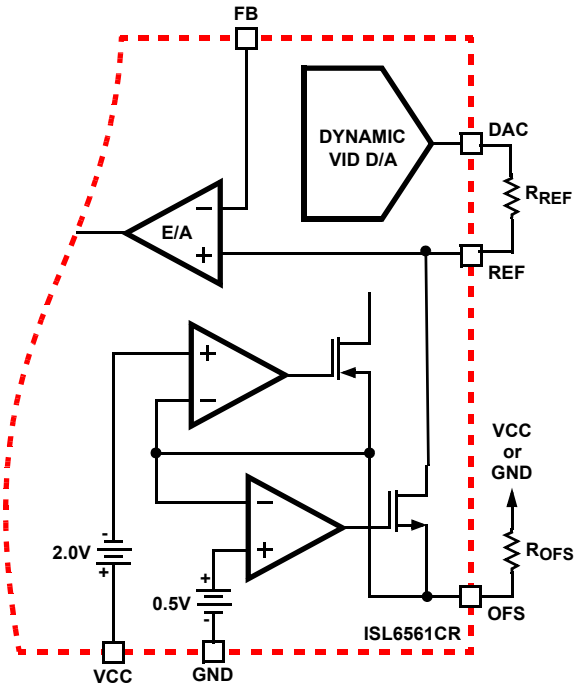 FB
DYNAMIC
VID D/A
DAC
RREF
E/A
−
+
REF
+
−
VCC
or
GND
−
+
ROFS
-
2.0V
+
+
0.5V
-
OFS
ISL6561CR
VCC
GND